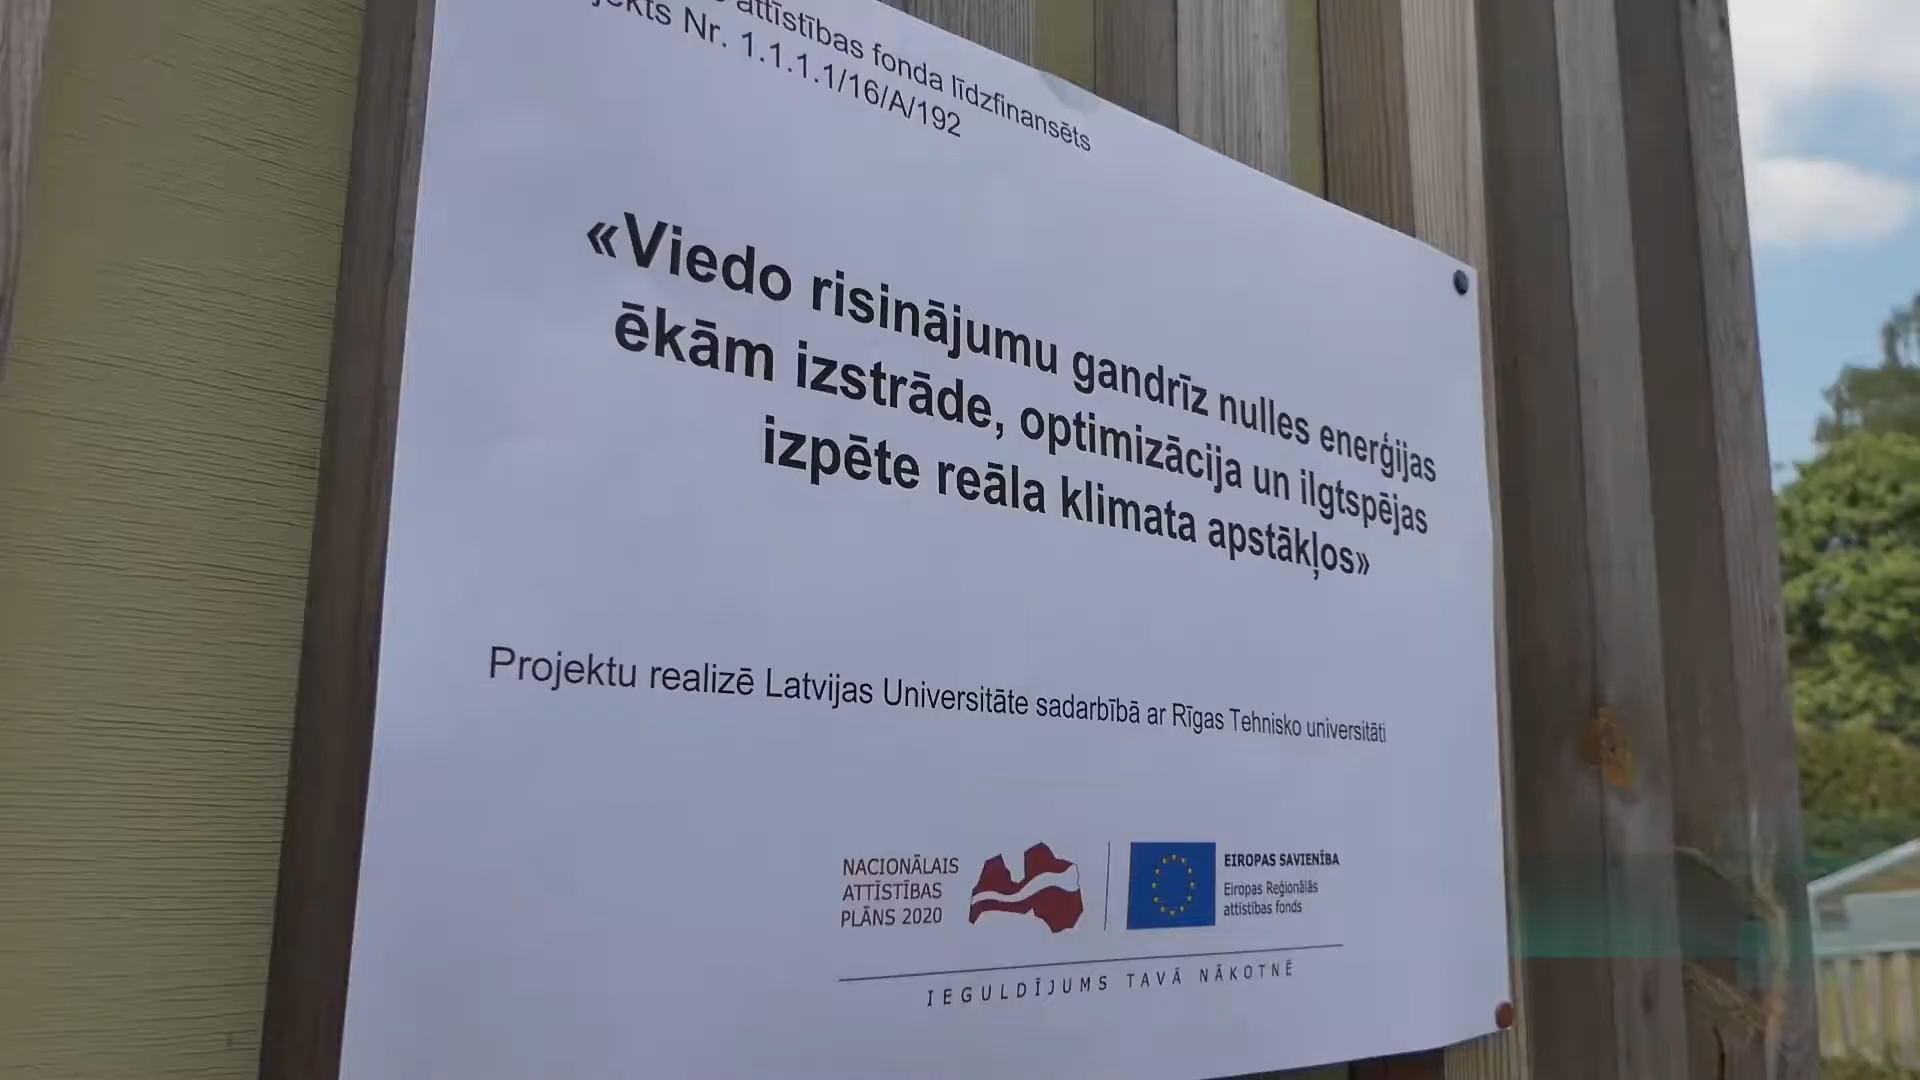 attīstības fonda līdzfinansēts
Nr. 1.1.1.1/16/A/192
«Viedo risinājumu gandrīz nulles enerģijas
ēkām izstrāde, optimizācija un ilgtspējas
izpēte reāla klimata apstākļos»
Projektu realizē Latvijas Universitāte sadarbībā ar Rīgas Tehnisko universitāti
NACIONĀLAIS
ATTĪSTĪBAS
PLĀNS 2020
EIROPAS SAVIENĪBA
Eiropas Reģionālās
attīstības fonds
IEGULDĪJUMS TAVĀ NĀKOTNĒ